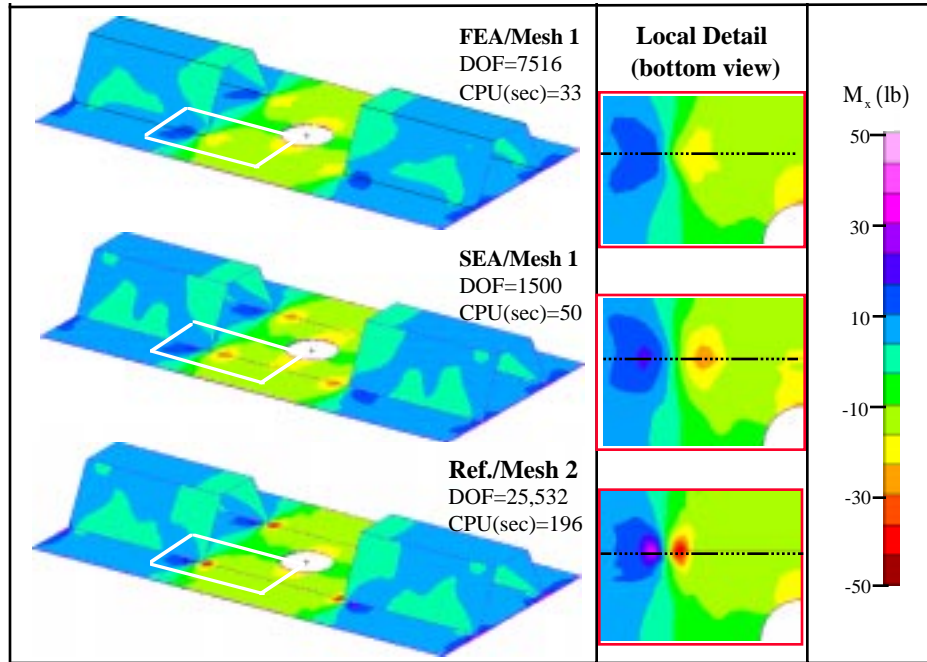 FEA/Mesh 1
DOF=7516
CPU(sec)=33
SEA/Mesh 1
DOF=1500
CPU(sec)=50
Ref./Mesh 2
DOF=25,532
CPU(sec)=196
Local Detail
(bottom view)
Mx (lb)
50
30
10
-10
-30
-50